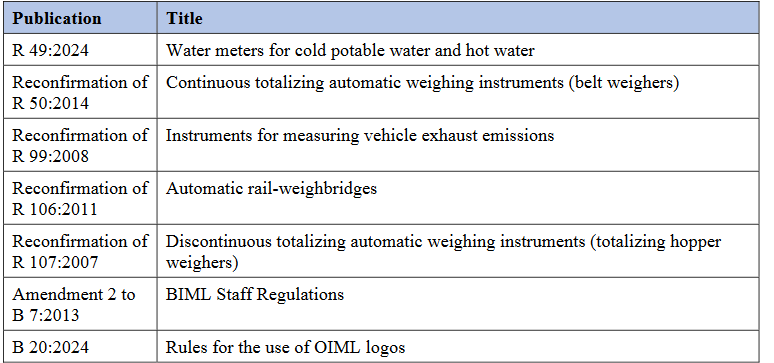 Publication Title
R 49:2024 Water meters for cold potable water and hot water
Reconfirmation of Continuous totalizing automatic weighing instruments (belt weighers)
R 50:2014
Reconfirmation of Instruments for measuring vehicle exhaust emissions
R 99:2008
Reconfirmation of Automatic rail-weighbridges
R 106:2011
Reconfirmation of Discontinuous totalizing automatic weighing instruments (totalizing hopper
R 107:2007 weighers)
Amendment 2 to BIML Staff Regulations
B 7:2013
B 20:2024 Rules for the use of OIML logos